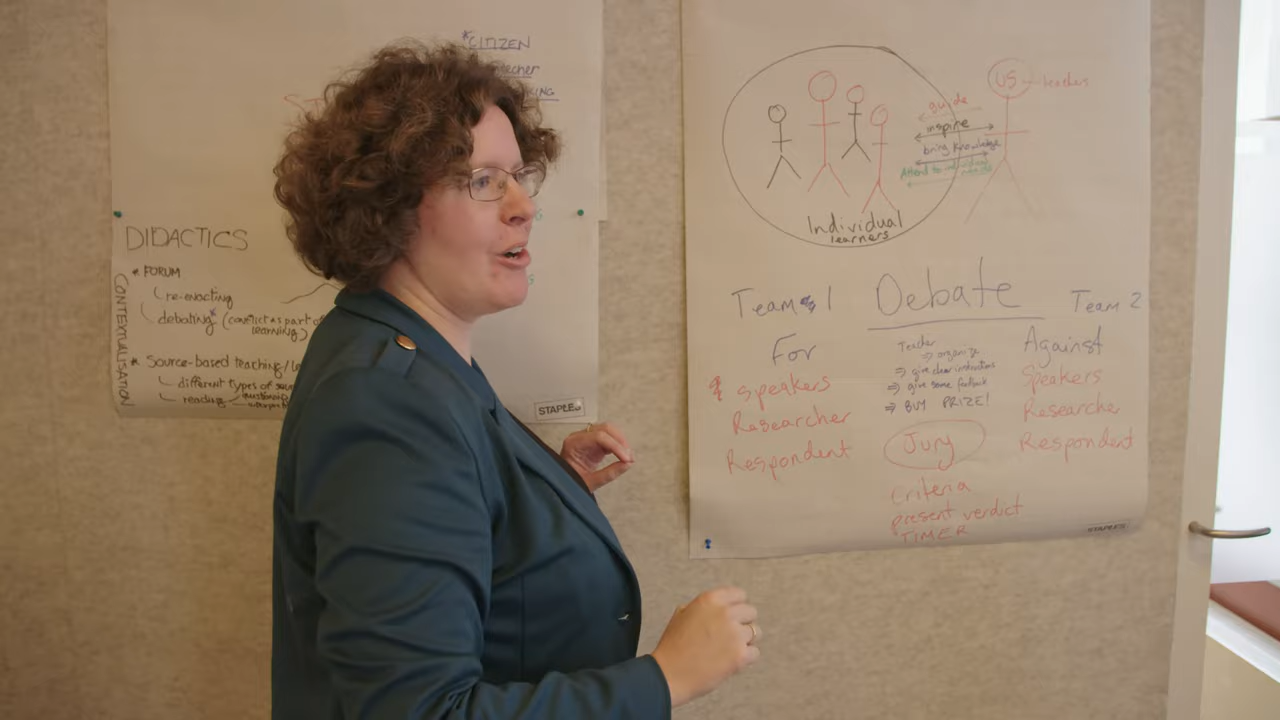 *CITIZEN
DIDACTICS
CONTEXTUALISATION
* FORUM
re-enacting
debating* (conflict as part of
learning)
* Source-based teaching/
different types of
reading
STAPLES
US
teachers
guide
inspire
bring knowledge
Attend to individual
needs
Individual
learners
Debate
Team 1
For
Speakers
Researcher
Respondent
Teacher
⇒ organize
⇒ give clear instructions
⇒ give some feedback
⇒ BUY PRIZE!
Jury
criteria
present verdict
TIMER
Team 2
Against
Speakers
Researcher
Respondent
STAPLES